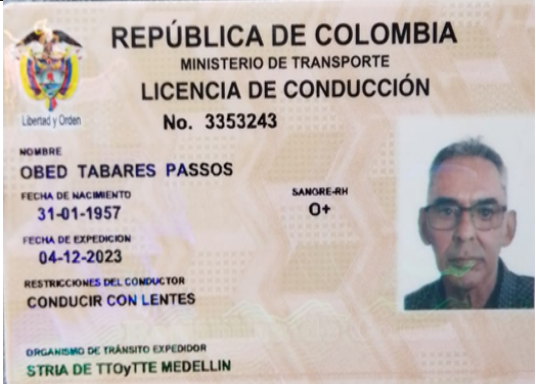 REPÚBLICA DE COLOMBIA
MINISTERIO DE TRANSPORTE
LICENCIA DE CONDUCCIÓN
Libertad y Orden
No. 3353243
NOMBRE
OBED TABARES PASSOS
FECHA DE NACIMIENTO
SANGRE-RH
31-01-1957
O+
FECHA DE EXPEDICION
04-12-2023
RESTRICCIONES DEL CONDUCTOR
CONDUCIR CON LENTES
ORGANISMO DE TRÁNSITO EXPEDIDOR
STRIA DE TTOyTTE MEDELLIN